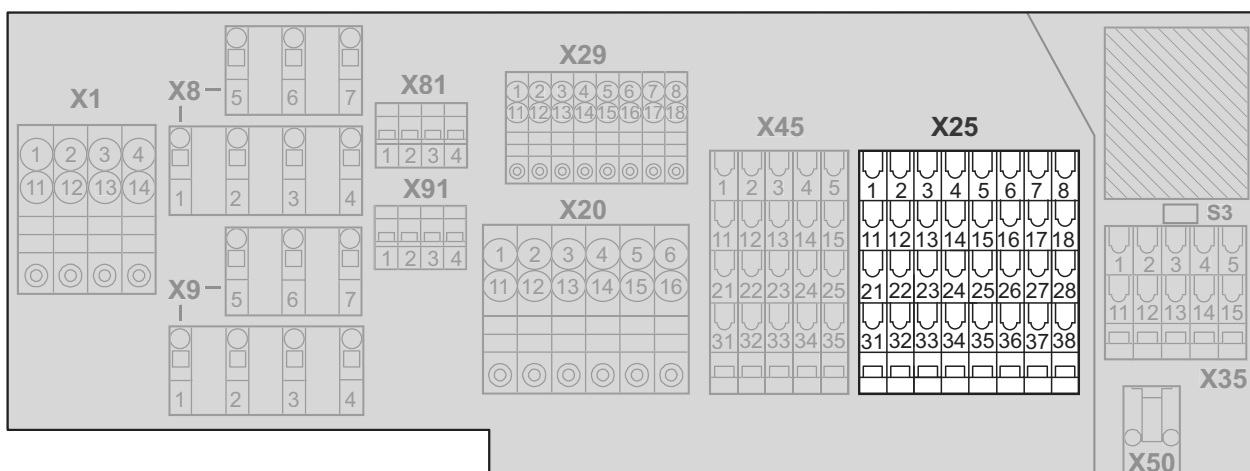 X1
1 2 3 4
11 12 13 14
X8
5 6 7
1 2 3 4
X9
5 6 7
1 2 3 4
X81
1 2 3 4
X91
1 2 3 4
X29
1 2 3 4 5 6 7 8
11 12 13 14 15 16 17 18
X20
1 2 3 4 5 6
11 12 13 14 15 16
X45
1 2 3 4 5
11 12 13 14 15
21 22 23 24 25
31 32 33 34 35
X25
1 2 3 4 5 6 7 8
11 12 13 14 15 16 17 18
21 22 23 24 25 26 27 28
31 32 33 34 35 36 37 38
S3
1 2 3 4 5
11 12 13 14 15
X35
X50